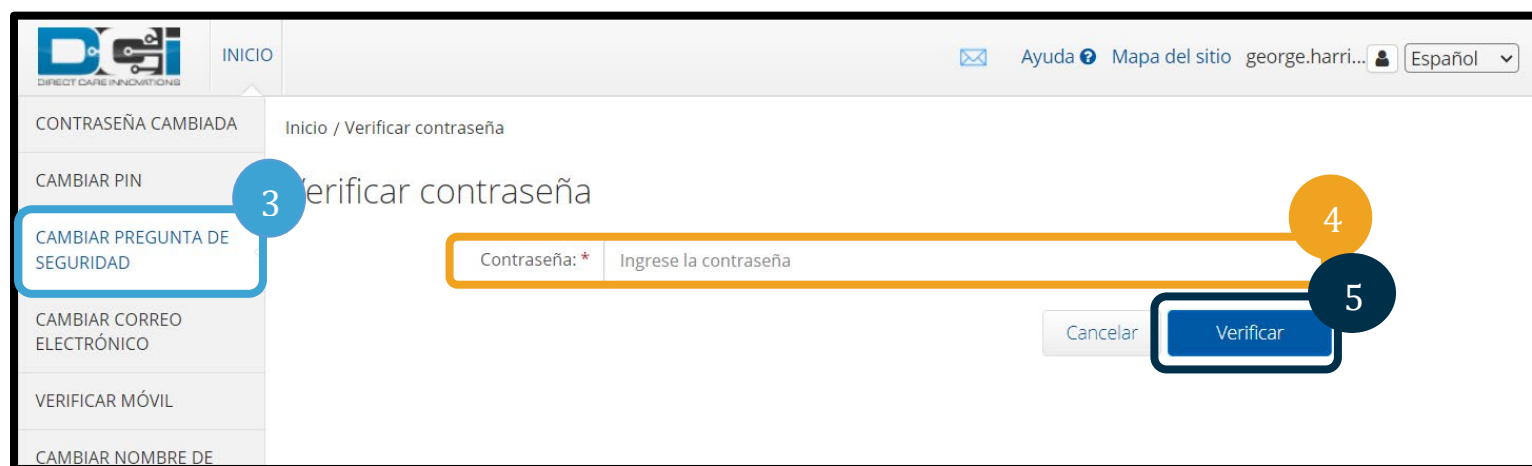 DCI
DIRECT CARE INNOVATIONS
INICIO
Ayuda ? Mapa del sitio george.harri... Español
CONTRASEÑA CAMBIADA
Inicio / Verificar contraseña
CAMBIAR PIN
3
erificar contraseña
4
CAMBIAR PREGUNTA DE
SEGURIDAD
Contraseña: * Ingrese la contraseña
5
CAMBIAR CORREO
ELECTRÓNICO
Cancelar Verificar
VERIFICAR MÓVIL
CAMBIAR NOMBRE DE